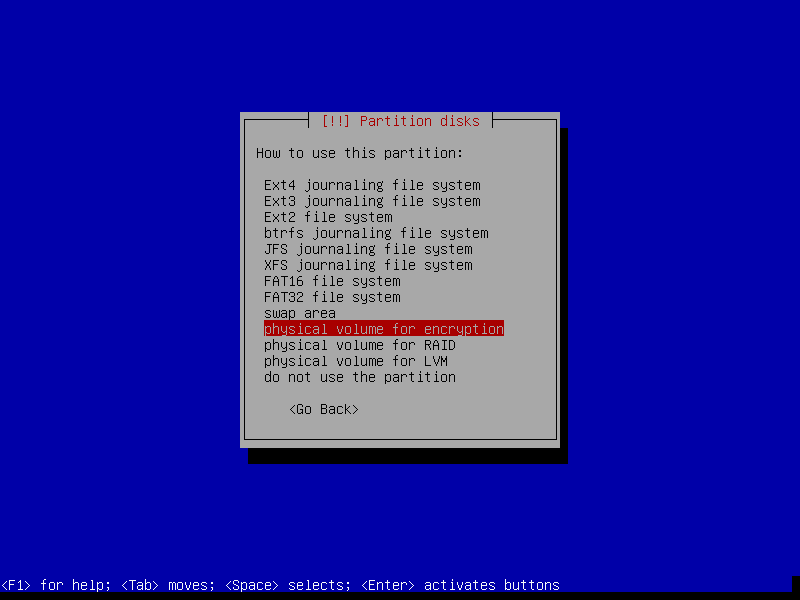 [!!] Partition disks
How to use this partition:
Ext4 journaling file system
Ext3 journaling file system
Ext2 file system
btrfs journaling file system
JFS journaling file system
XFS journaling file system
FAT16 file system
FAT32 file system
swap area
physical volume for encryption
physical volume for RAID
physical volume for LVM
do not use the partition
<Go Back>
<F1> for help; <Tab> moves; <Space> selects; <Enter> activates buttons